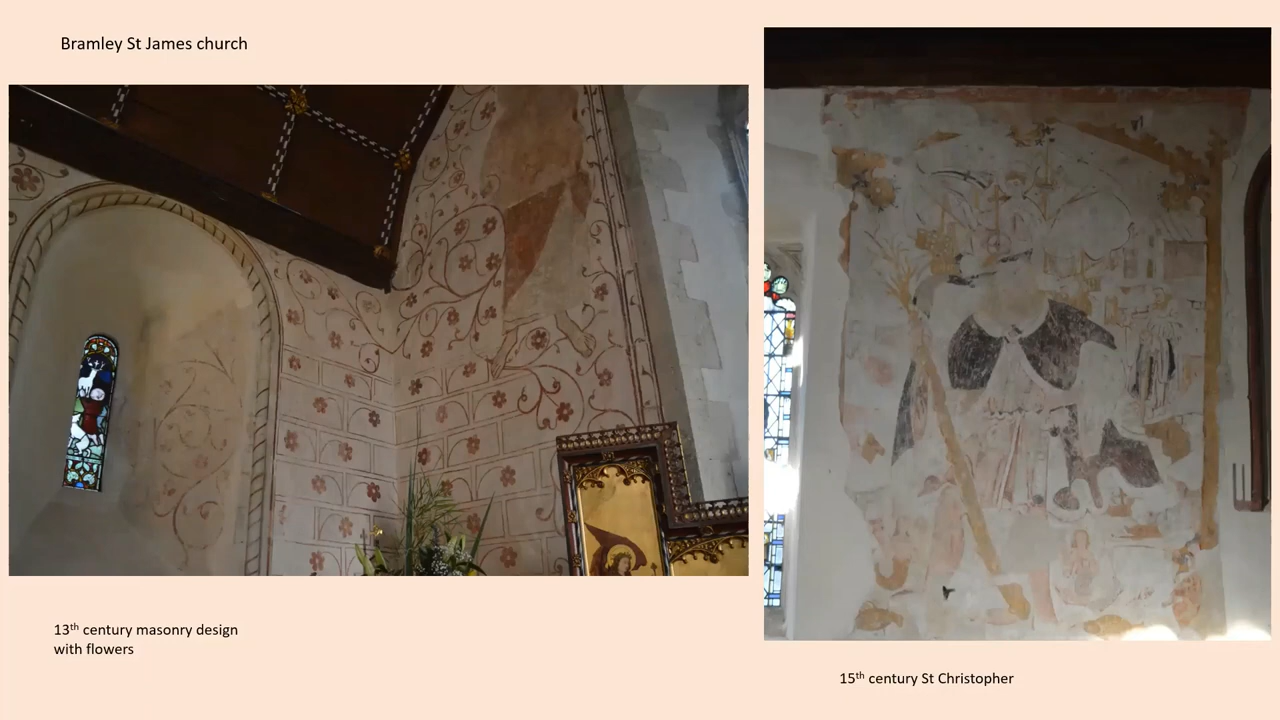 Bramley St James church
13th century masonry design
with flowers
15th century St Christopher